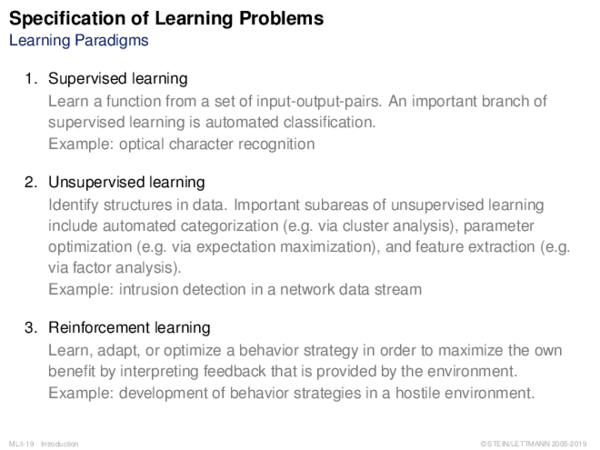 Specification of Learning Problems
Learning Paradigms
1. Supervised learning
Learn a function from a set of input-output-pairs. An important branch of
supervised learning is automated classification.
Example: optical character recognition
2. Unsupervised learning
Identify structures in data. Important subareas of unsupervised learning
include automated categorization (e.g. via cluster analysis), parameter
optimization (e.g. via expectation maximization), and feature extraction (e.g.
via factor analysis).
Example: intrusion detection in a network data stream
3. Reinforcement learning
Learn, adapt, or optimize a behavior strategy in order to maximize the own
benefit by interpreting feedback that is provided by the environment.
Example: development of behavior strategies in a hostile environment.
ML:I-19 Introduction
© STEIN/LETTMANN 2005-2019